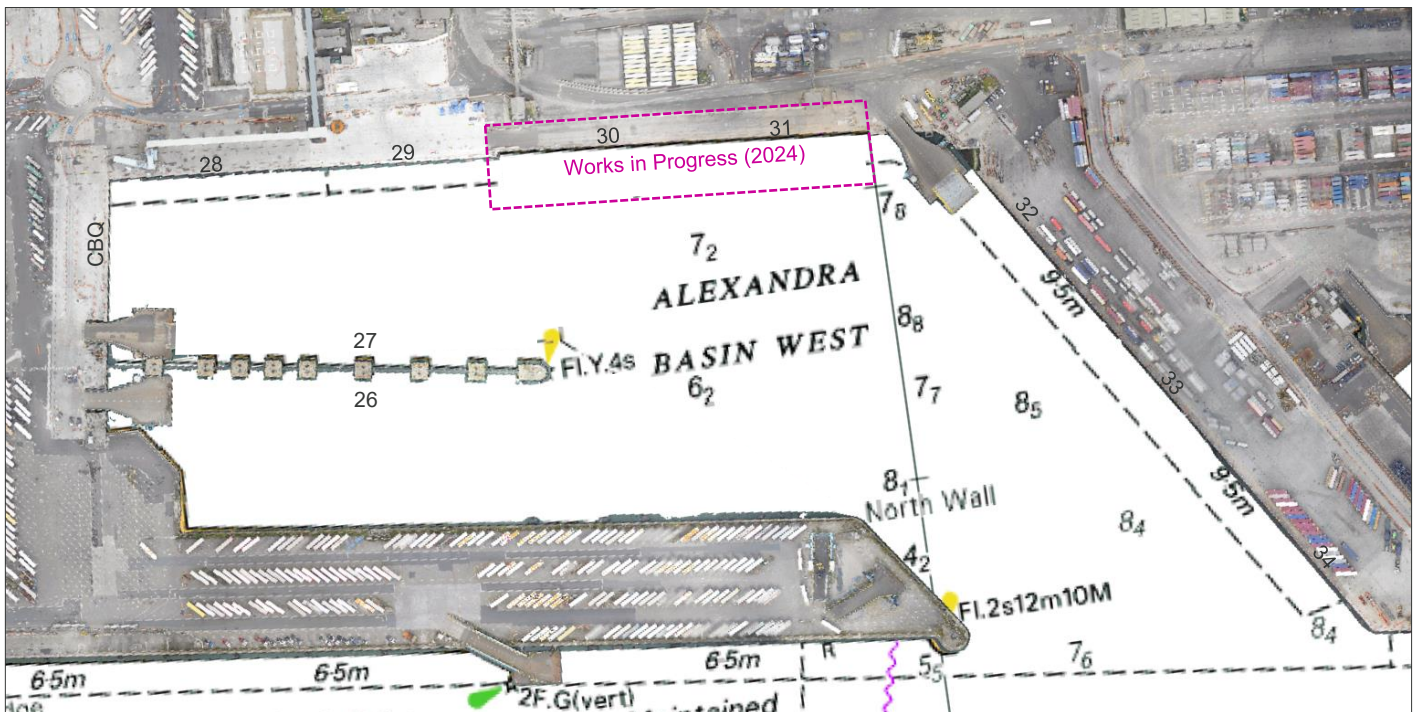 30
31
28
29
Works in Progress (2024)
32
CBQ
7₈
7₂
ALEXANDRA
9·5m
8₈
27
BASIN WEST
Fl.Y.4s
26
6₂
7₇
8₅
33
8₁
North Wall
9·5m
8₄
4₂
34
Fl.2s12m10M
8₄
R
7₆
6·5m
6·5m
6·5m
5₅
2F.G(vert)